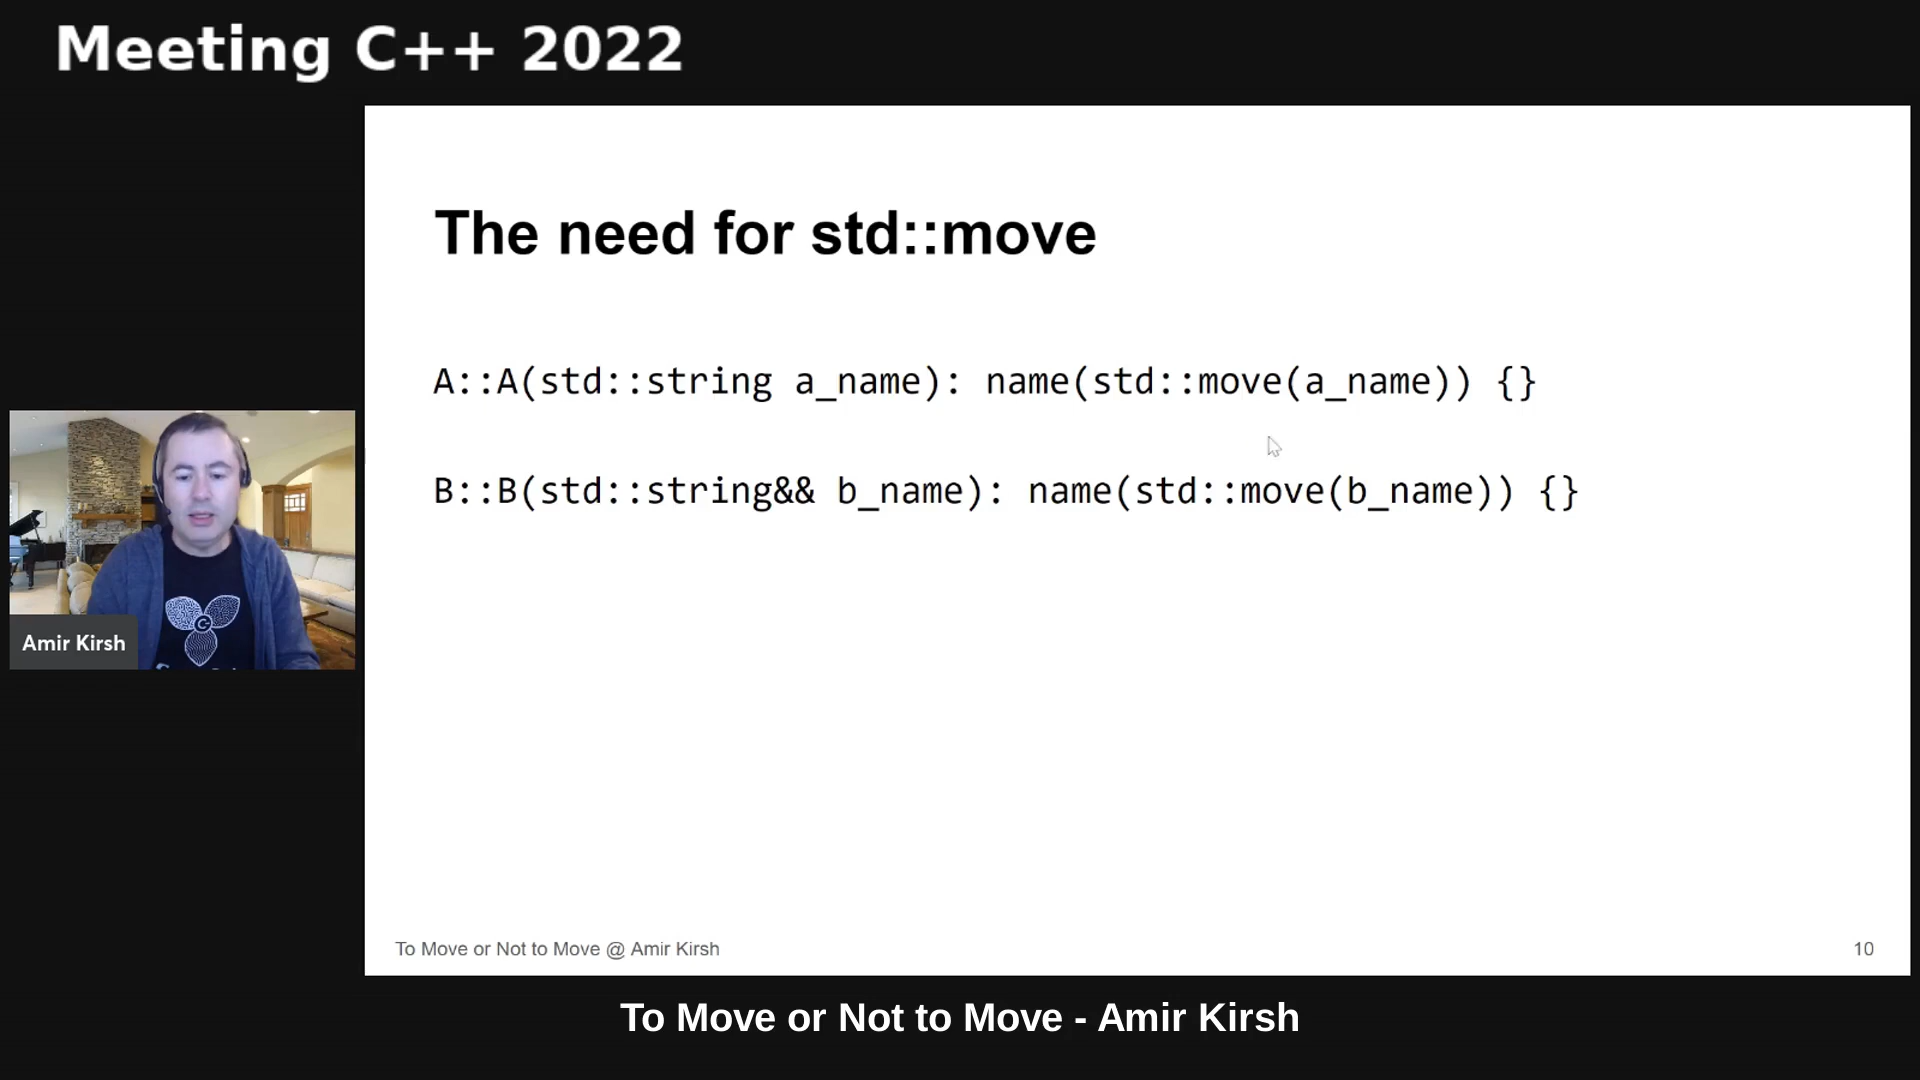 Meeting C++ 2022
The need for std::move
A::A(std::string a_name): name(std::move(a_name)) {}
B::B(std::string&& b_name): name(std::move(b_name)) {}
Amir Kirsh
To Move or Not to Move @ Amir Kirsh
10
To Move or Not to Move - Amir Kirsh